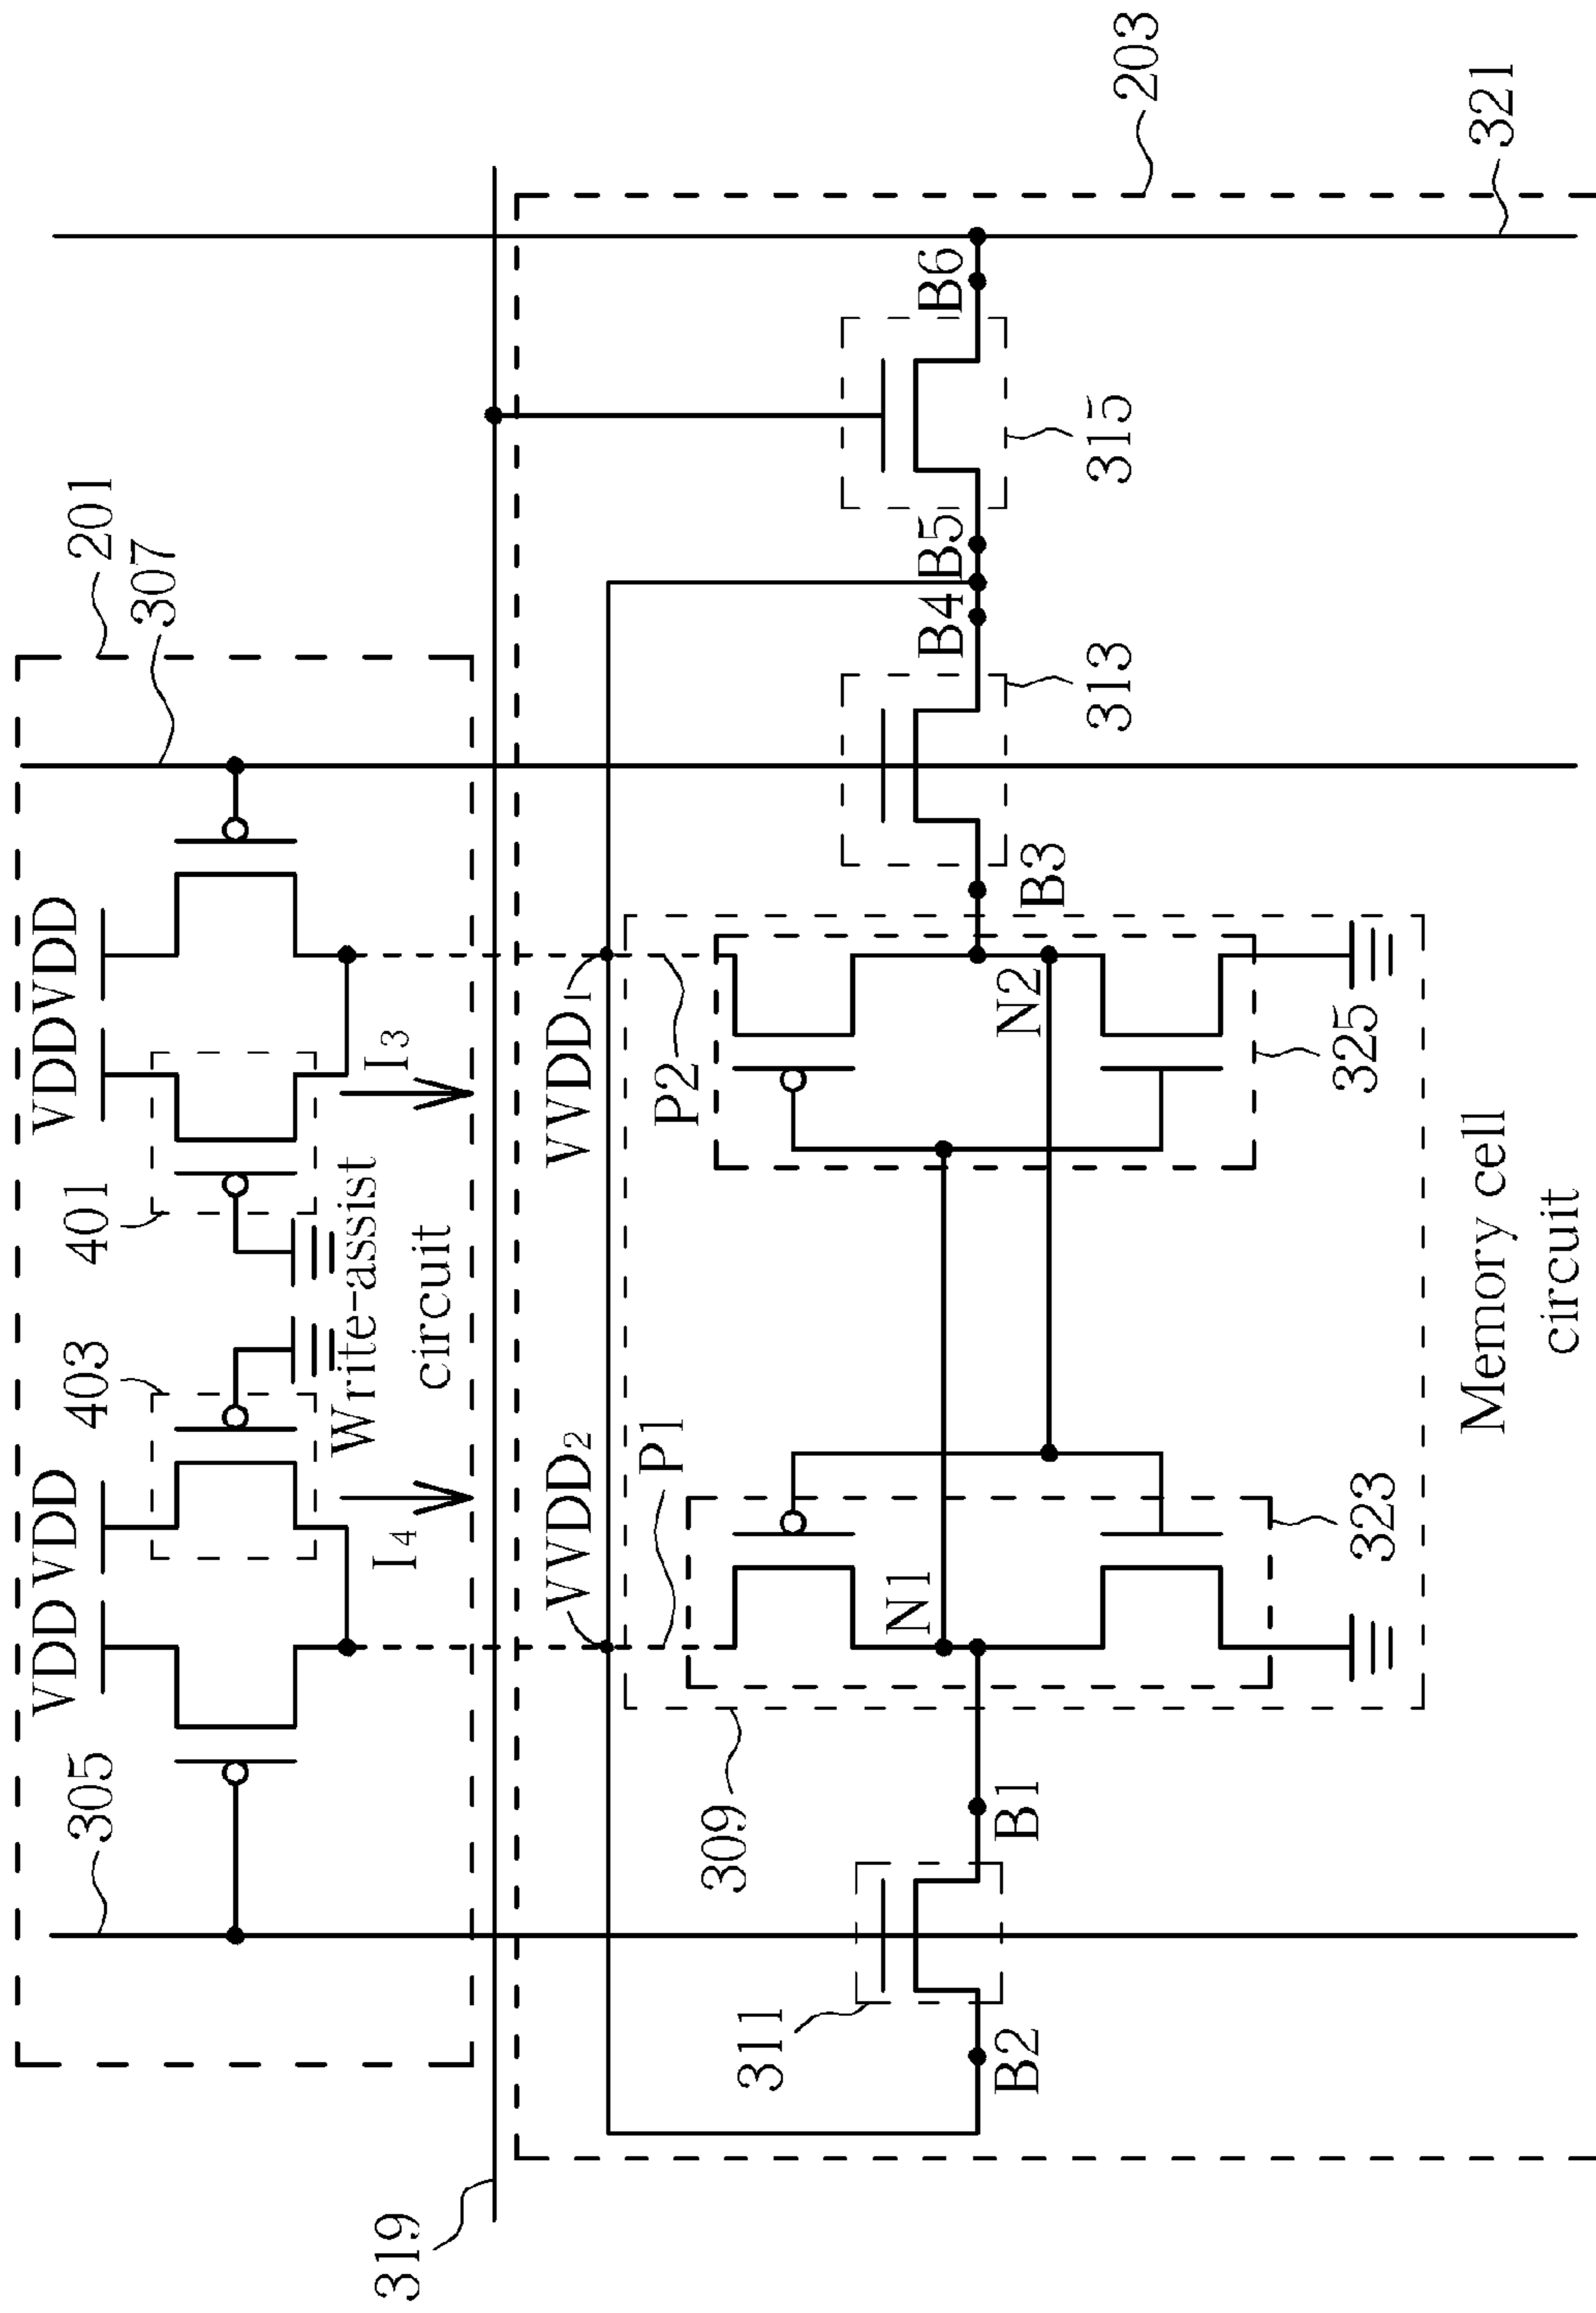 201
307
305
VDD
VDD
VDD
VDD
403
401
I4
I3
Write-assist
circuit
319
203
VVDD2
VVDD1
P1
P2
309
311
B2
B1
N1
N2
B3
B4
B5
B6
313
315
323
325
321
Memory cell
circuit